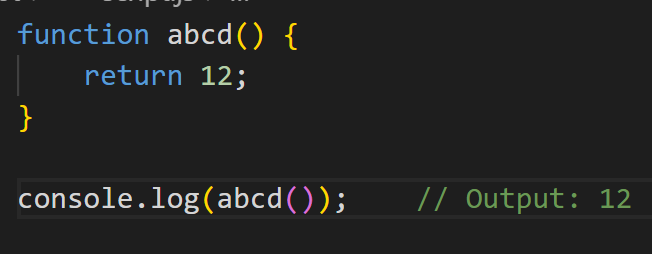 function abcd() {
    return 12;
}
console.log(abcd());    // Output: 12